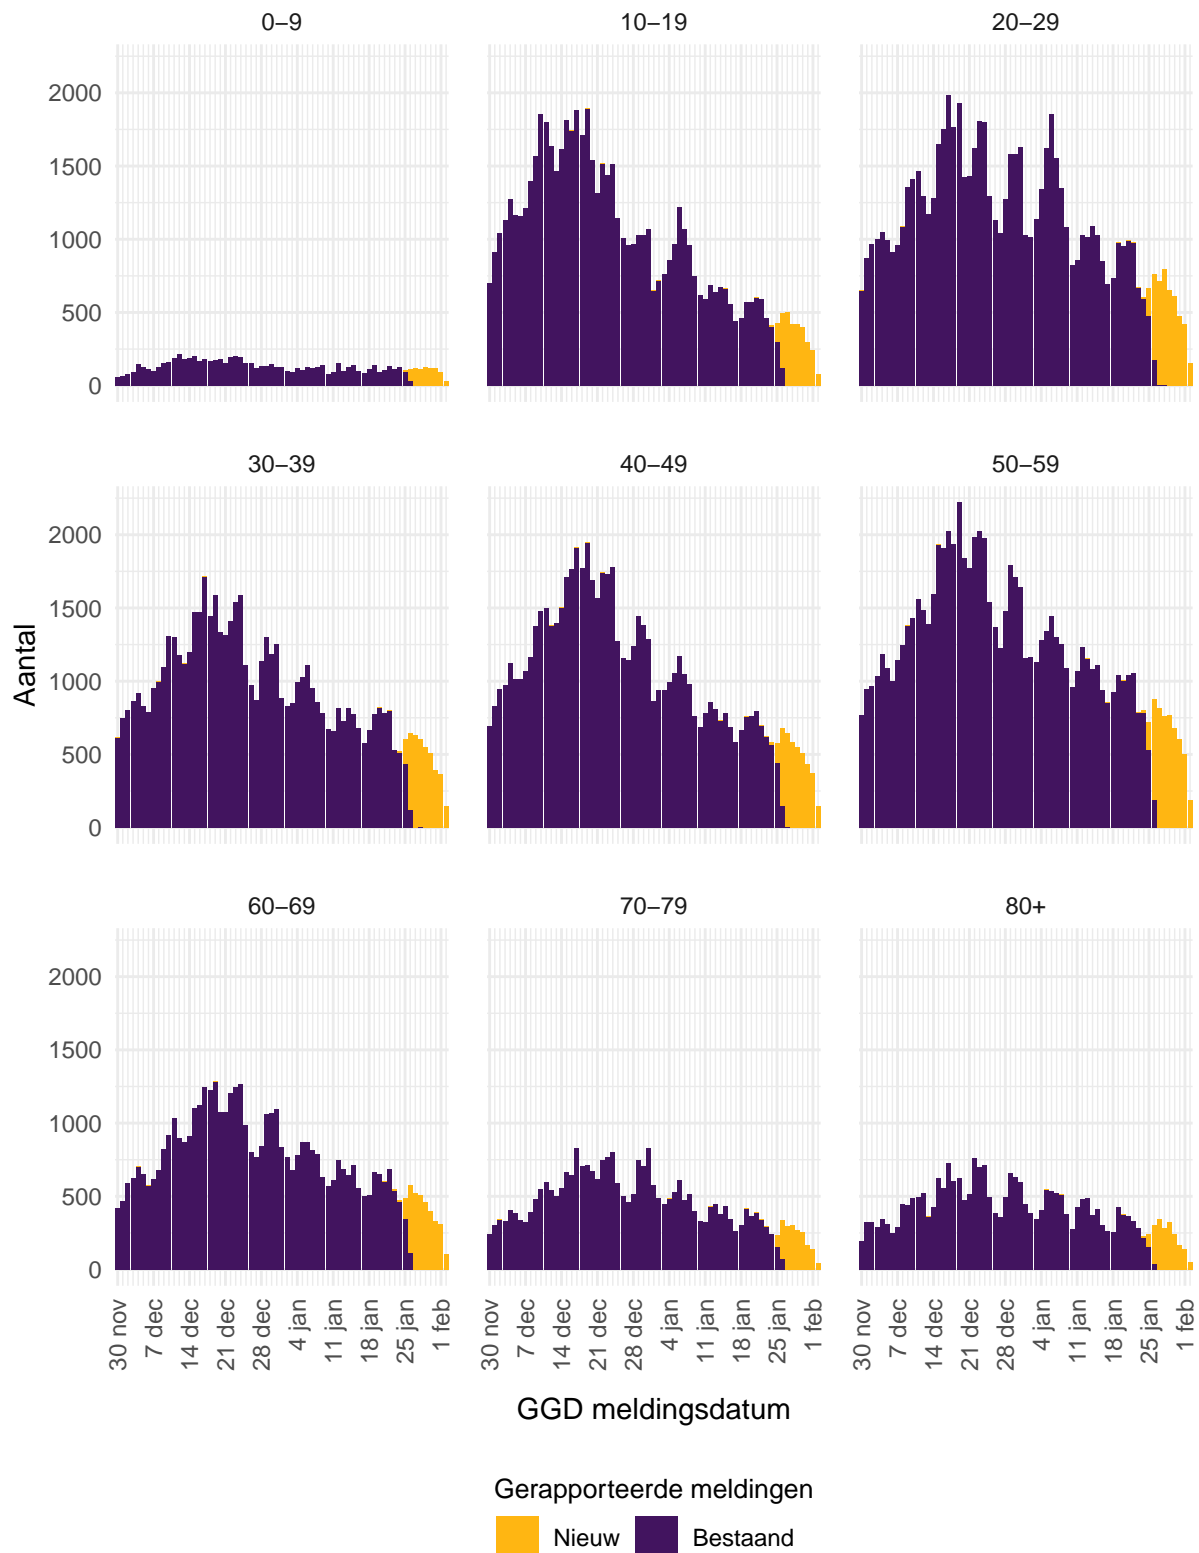 0–9 10–19 20–29
2000
1500
1000
500
0
30–39 40–49 50–59
2000
1500
1000
500
0
Aantal
60–69 70–79 80+
2000
1500
1000
500
0
30 nov 7 dec 14 dec 21 dec 28 dec 4 jan 11 jan 18 jan 25 jan 1 feb
30 nov 7 dec 14 dec 21 dec 28 dec 4 jan 11 jan 18 jan 25 jan 1 feb
30 nov 7 dec 14 dec 21 dec 28 dec 4 jan 11 jan 18 jan 25 jan 1 feb
GGD meldingsdatum
Gerapporteerde meldingen
Nieuw Bestaand